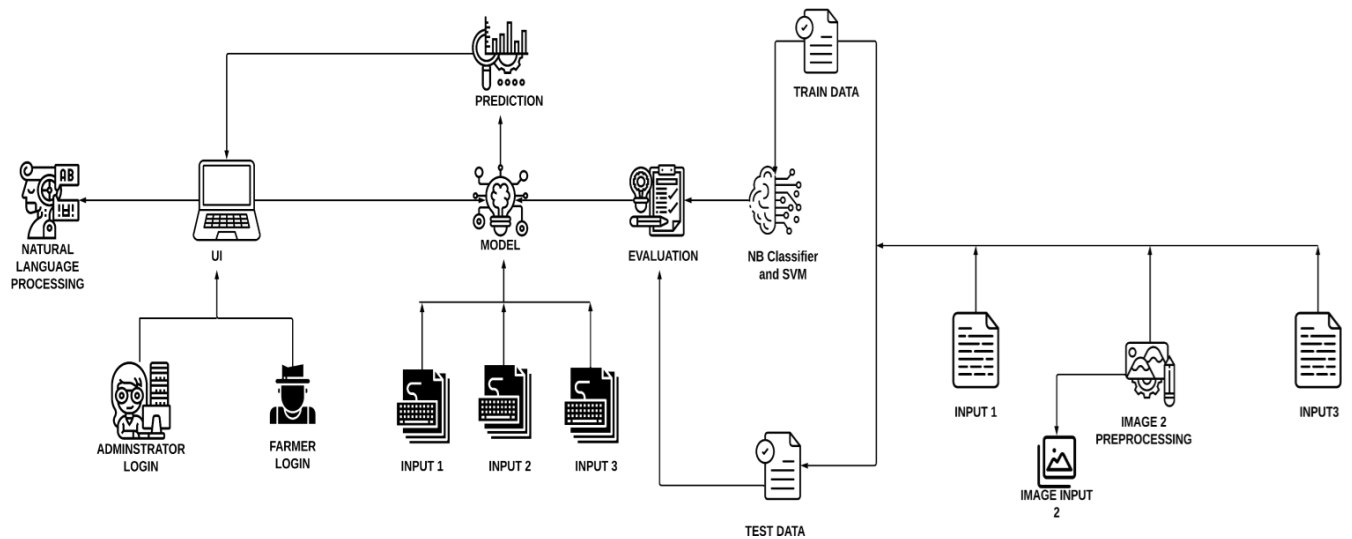 PREDICTION
TRAIN DATA
AB
NATURAL
LANGUAGE
PROCESSING
UI
MODEL
EVALUATION
NB Classifier
and SVM
ADMINSTRATOR
LOGIN
FARMER
LOGIN
INPUT 1
INPUT 2
INPUT 3
TEST DATA
INPUT 1
IMAGE 2
PREPROCESSING
IMAGE INPUT
2
INPUT3